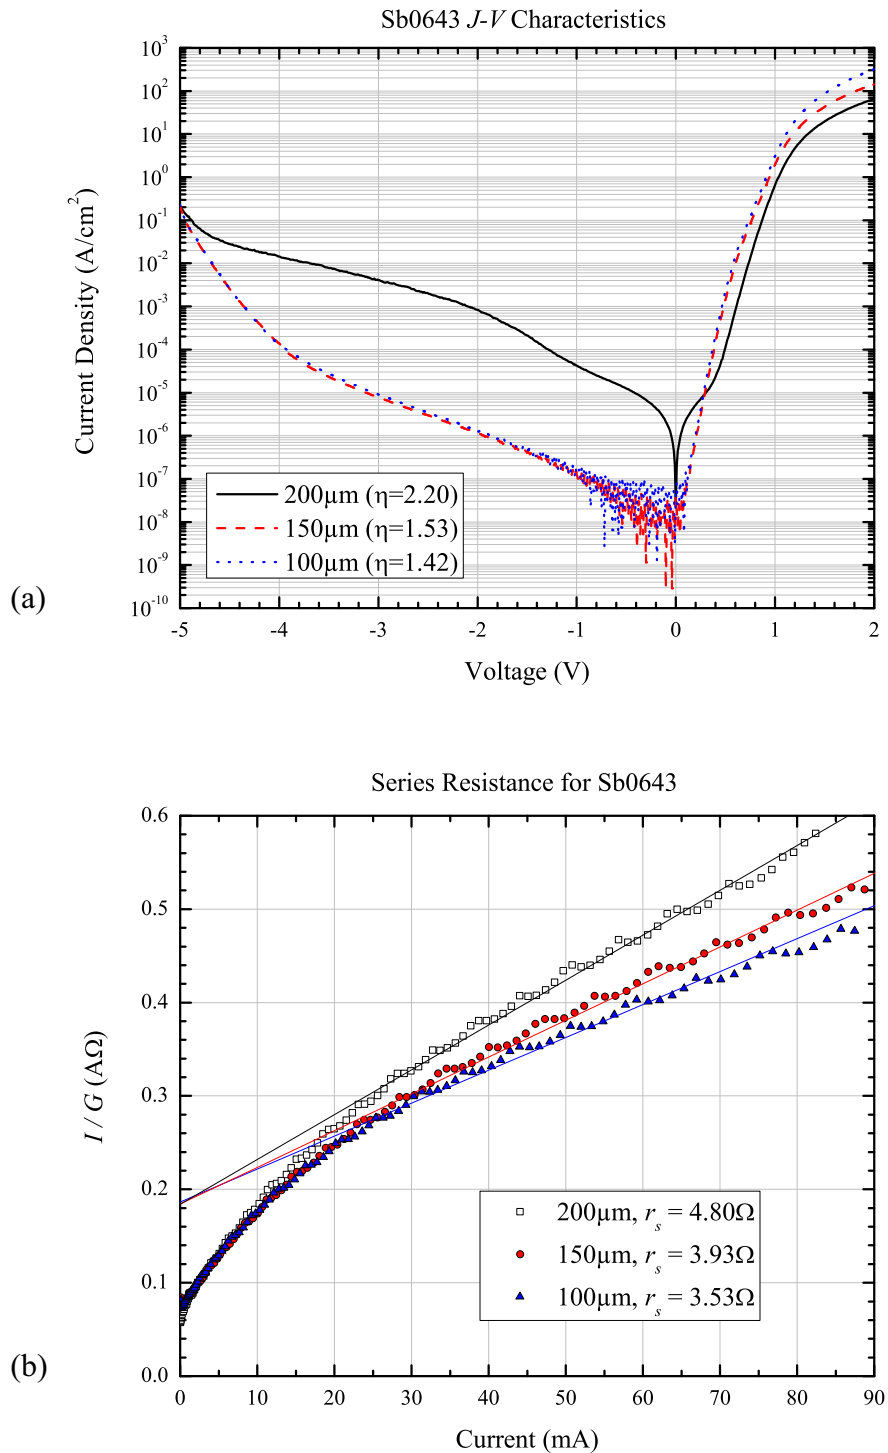 Sb0643 J-V Characteristics
10³
10²
10¹
10⁰
10⁻¹
10⁻²
10⁻³
10⁻⁴
10⁻⁵
10⁻⁶
10⁻⁷
10⁻⁸
10⁻⁹
10⁻¹⁰
Current Density (A/cm²)
200µm (η=2.20)
150µm (η=1.53)
100µm (η=1.42)
(a)
-5 -4 -3 -2 -1 0 1 2
Voltage (V)
Series Resistance for Sb0643
0.6
0.5
0.4
0.3
0.2
0.1
0.0
I / G (AΩ)
200µm, rₛ = 4.80Ω
150µm, rₛ = 3.93Ω
100µm, rₛ = 3.53Ω
(b)
0 10 20 30 40 50 60 70 80 90
Current (mA)